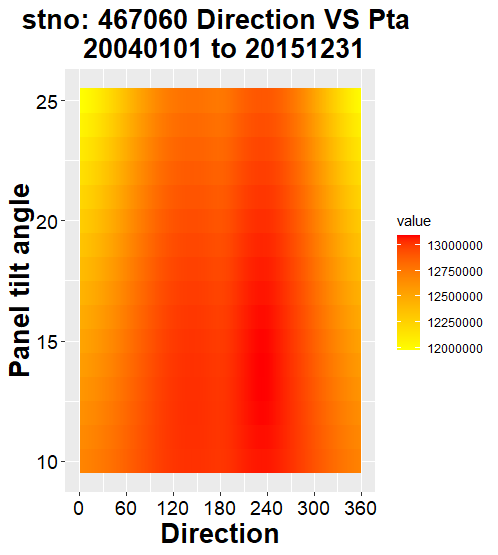 stno: 467060 Direction VS Pta
20040101 to 20151231
Panel tilt angle
25
20
15
10
0 60 120 180 240 300 360
Direction
value
13000000
12750000
12500000
12250000
12000000